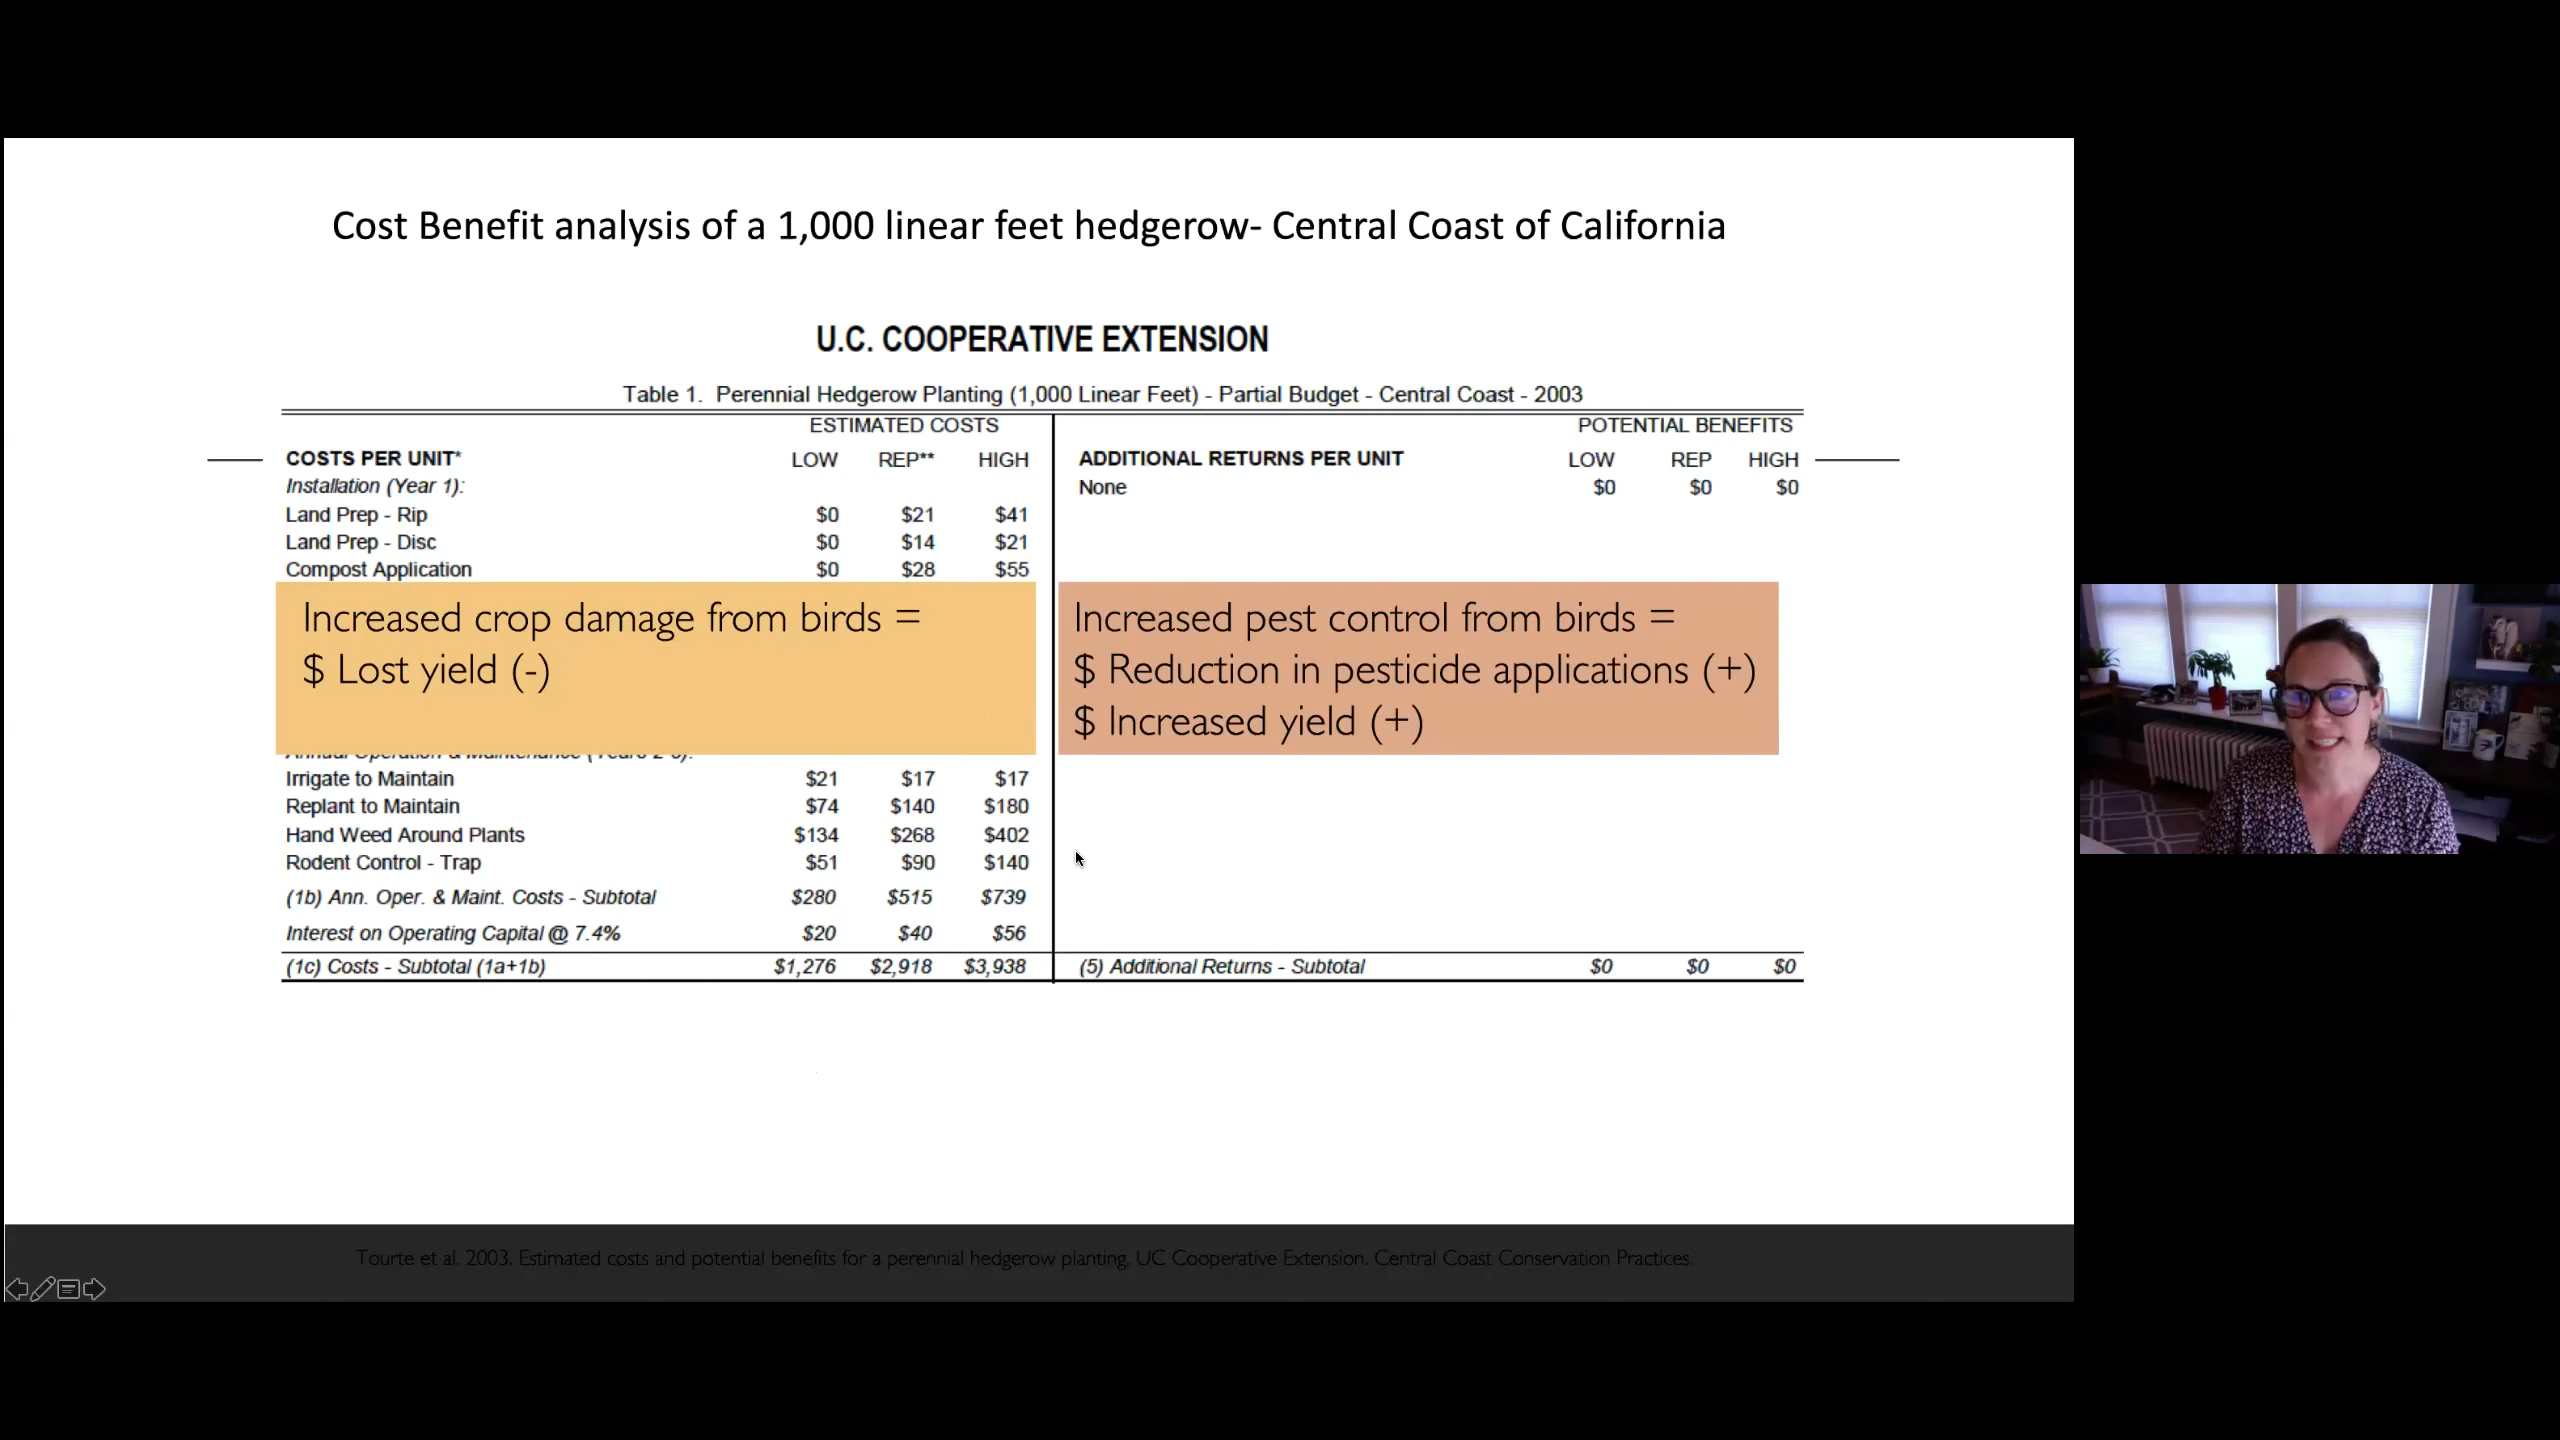 Cost Benefit analysis of a 1,000 linear feet hedgerow- Central Coast of California
U.C. COOPERATIVE EXTENSION
Table 1. Perennial Hedgerow Planting (1,000 Linear Feet) - Partial Budget - Central Coast - 2003
ESTIMATED COSTS POTENTIAL BENEFITS
COSTS PER UNIT* LOW REP** HIGH ADDITIONAL RETURNS PER UNIT LOW REP HIGH
Installation (Year 1): None $0 $0 $0
Land Prep - Rip $0 $21 $41
Land Prep - Disc $0 $14 $21
Compost Application $0 $28 $55
Increased crop damage from birds =
$ Lost yield (-)
Increased pest control from birds =
$ Reduction in pesticide applications (+)
$ Increased yield (+)
Annual Operation & Maintenance (Years 2-5):
Irrigate to Maintain $21 $17 $17
Replant to Maintain $74 $140 $180
Hand Weed Around Plants $134 $268 $402
Rodent Control - Trap $51 $90 $140
(1b) Ann. Oper. & Maint. Costs - Subtotal $280 $515 $739
Interest on Operating Capital @ 7.4% $20 $40 $56
(1c) Costs - Subtotal (1a+1b) $1,276 $2,918 $3,938 (5) Additional Returns - Subtotal $0 $0 $0
Tourte et al. 2003. Estimated costs and potential benefits for a perennial hedgerow planting. UC Cooperative Extension. Central Coast Conservation Practices.